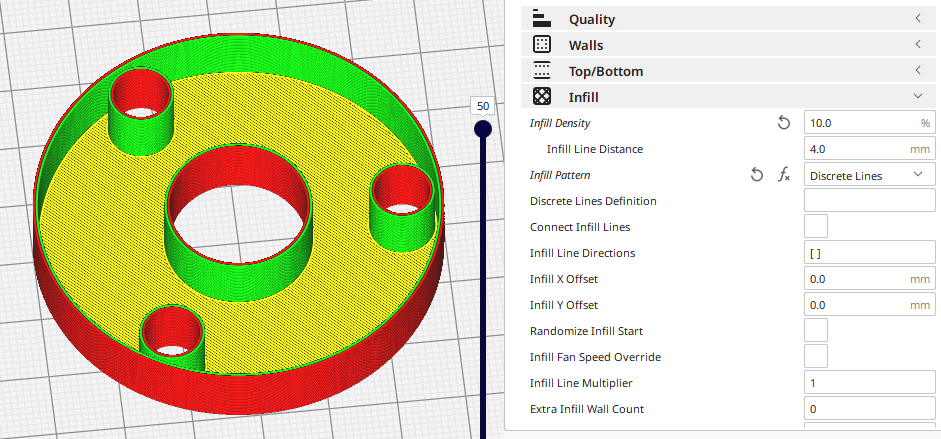 50
Quality
Walls
Top/Bottom
Infill
Infill Density 10.0 %
Infill Line Distance 4.0 mm
Infill Pattern fx Discrete Lines
Discrete Lines Definition
Connect Infill Lines
Infill Line Directions [ ]
Infill X Offset 0.0 mm
Infill Y Offset 0.0 mm
Randomize Infill Start
Infill Fan Speed Override
Infill Line Multiplier 1
Extra Infill Wall Count 0